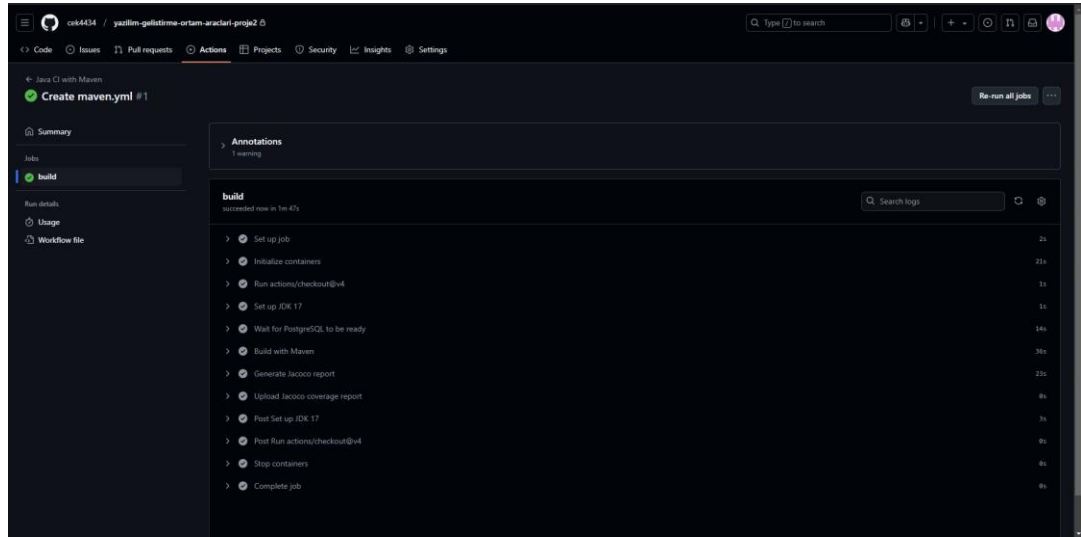 cek4434 / yazilim-gelistirme-ortam-araclari-proje2
Type / to search
Code Issues Pull requests Actions Projects Security Insights Settings
Java CI with Maven
Create maven.yml #1
Re-run all jobs
Summary
Jobs
build
Run details
Usage
Workflow file
Annotations
1 warning
build
succeeded now in 1m 47s
Search logs
Set up job 2s
Initialize containers 21s
Run actions/checkout@v4 1s
Set up JDK 17 1s
Wait for PostgreSQL to be ready 14s
Build with Maven 36s
Generate Jacoco report 23s
Upload Jacoco coverage report 0s
Post Set up JDK 17 3s
Post Run actions/checkout@v4 0s
Stop containers 0s
Complete job 0s